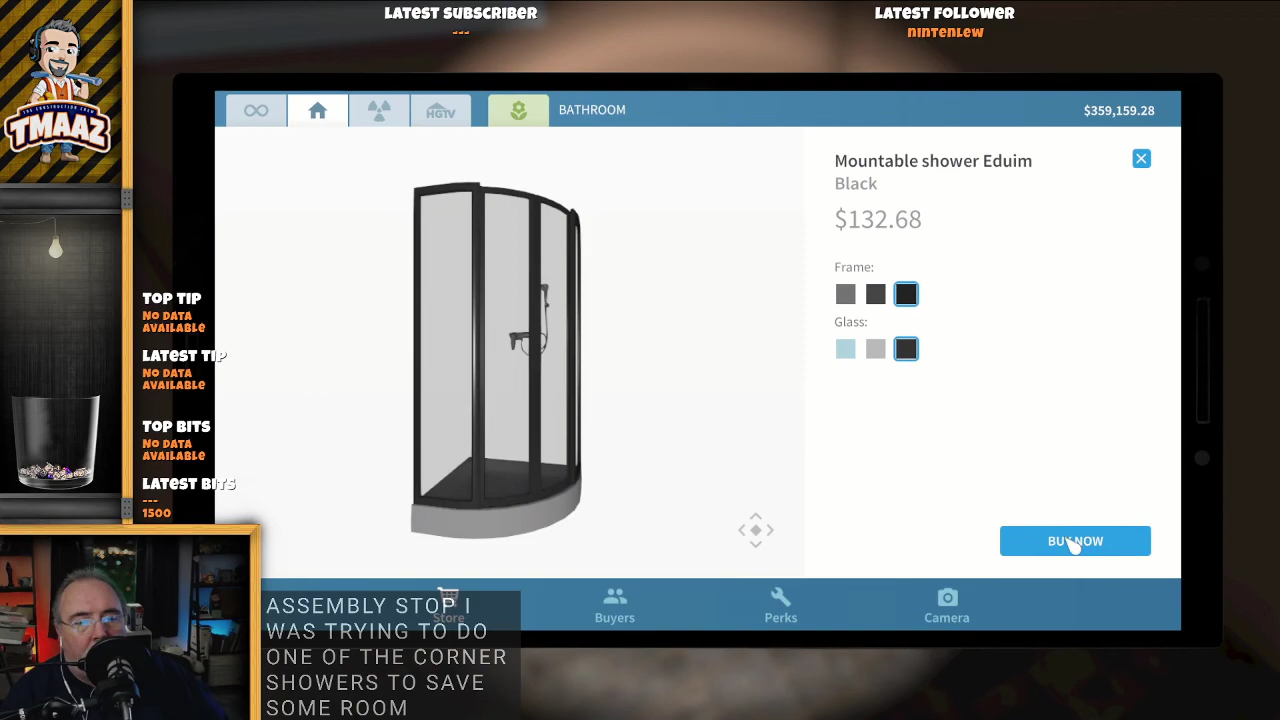 LATEST SUBSCRIBER
---
LATEST FOLLOWER
nintenlew
THE CONSTRUCTION CREW
TMAAZ
HGTV
BATHROOM
$359,159.28
Mountable shower Eduim
Black
$132.68
Frame:
Glass:
BUY NOW
TOP TIP
NO DATA
AVAILABLE
LATEST TIP
NO DATA
AVAILABLE
TOP BITS
NO DATA
AVAILABLE
LATEST BITS
---
1500
Store
Buyers
Perks
Camera
ASSEMBLY STOP I
WAS TRYING TO DO
ONE OF THE CORNER
SHOWERS TO SAVE
SOME ROOM